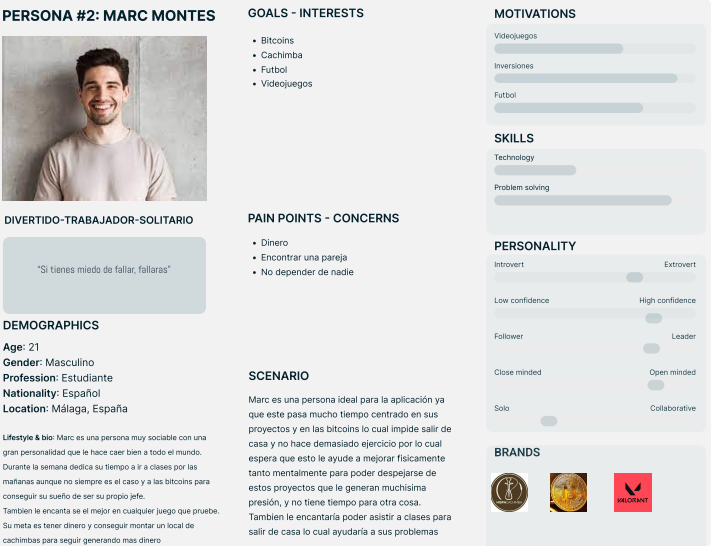 PERSONA #2: MARC MONTES
DIVERTIDO-TRABAJADOR-SOLITARIO
“Si tienes miedo de fallar, fallaras”
DEMOGRAPHICS
Age: 21
Gender: Masculino
Profession: Estudiante
Nationality: Español
Location: Málaga, España
Lifestyle & bio: Marc es una persona muy sociable con una
gran personalidad que le hace caer bien a todo el mundo.
Durante la semana dedica su tiempo a ir a clases por las
mañanas aunque no siempre es el caso y a las bitcoins para
conseguir su sueño de ser su propio jefe.
Tambien le encanta se el mejor en cualquier juego que pruebe.
Su meta es tener dinero y conseguir montar un local de
cachimbas para seguir generando mas dinero
GOALS - INTERESTS
• Bitcoins
• Cachimba
• Futbol
• Videojuegos
PAIN POINTS - CONCERNS
• Dinero
• Encontrar una pareja
• No depender de nadie
SCENARIO
Marc es una persona ideal para la aplicación ya
que este pasa mucho tiempo centrado en sus
proyectos y en las bitcoins lo cual impide salir de
casa y no hace demasiado ejercicio por lo cual
espera que esto le ayude a mejorar fisicamente
tanto mentalmente para poder despejarse de
estos proyectos que le generan muchisima
presión, y no tiene tiempo para otra cosa.
Tambien le encantaría poder asistir a clases para
salir de casa lo cual ayudaría a sus problemas
MOTIVATIONS
Videojuegos
Inversiones
Futbol
SKILLS
Technology
Problem solving
PERSONALITY
Introvert Extrovert
Low confidence High confidence
Follower Leader
Close minded Open minded
Solo Collaborative
BRANDS
VALORANT